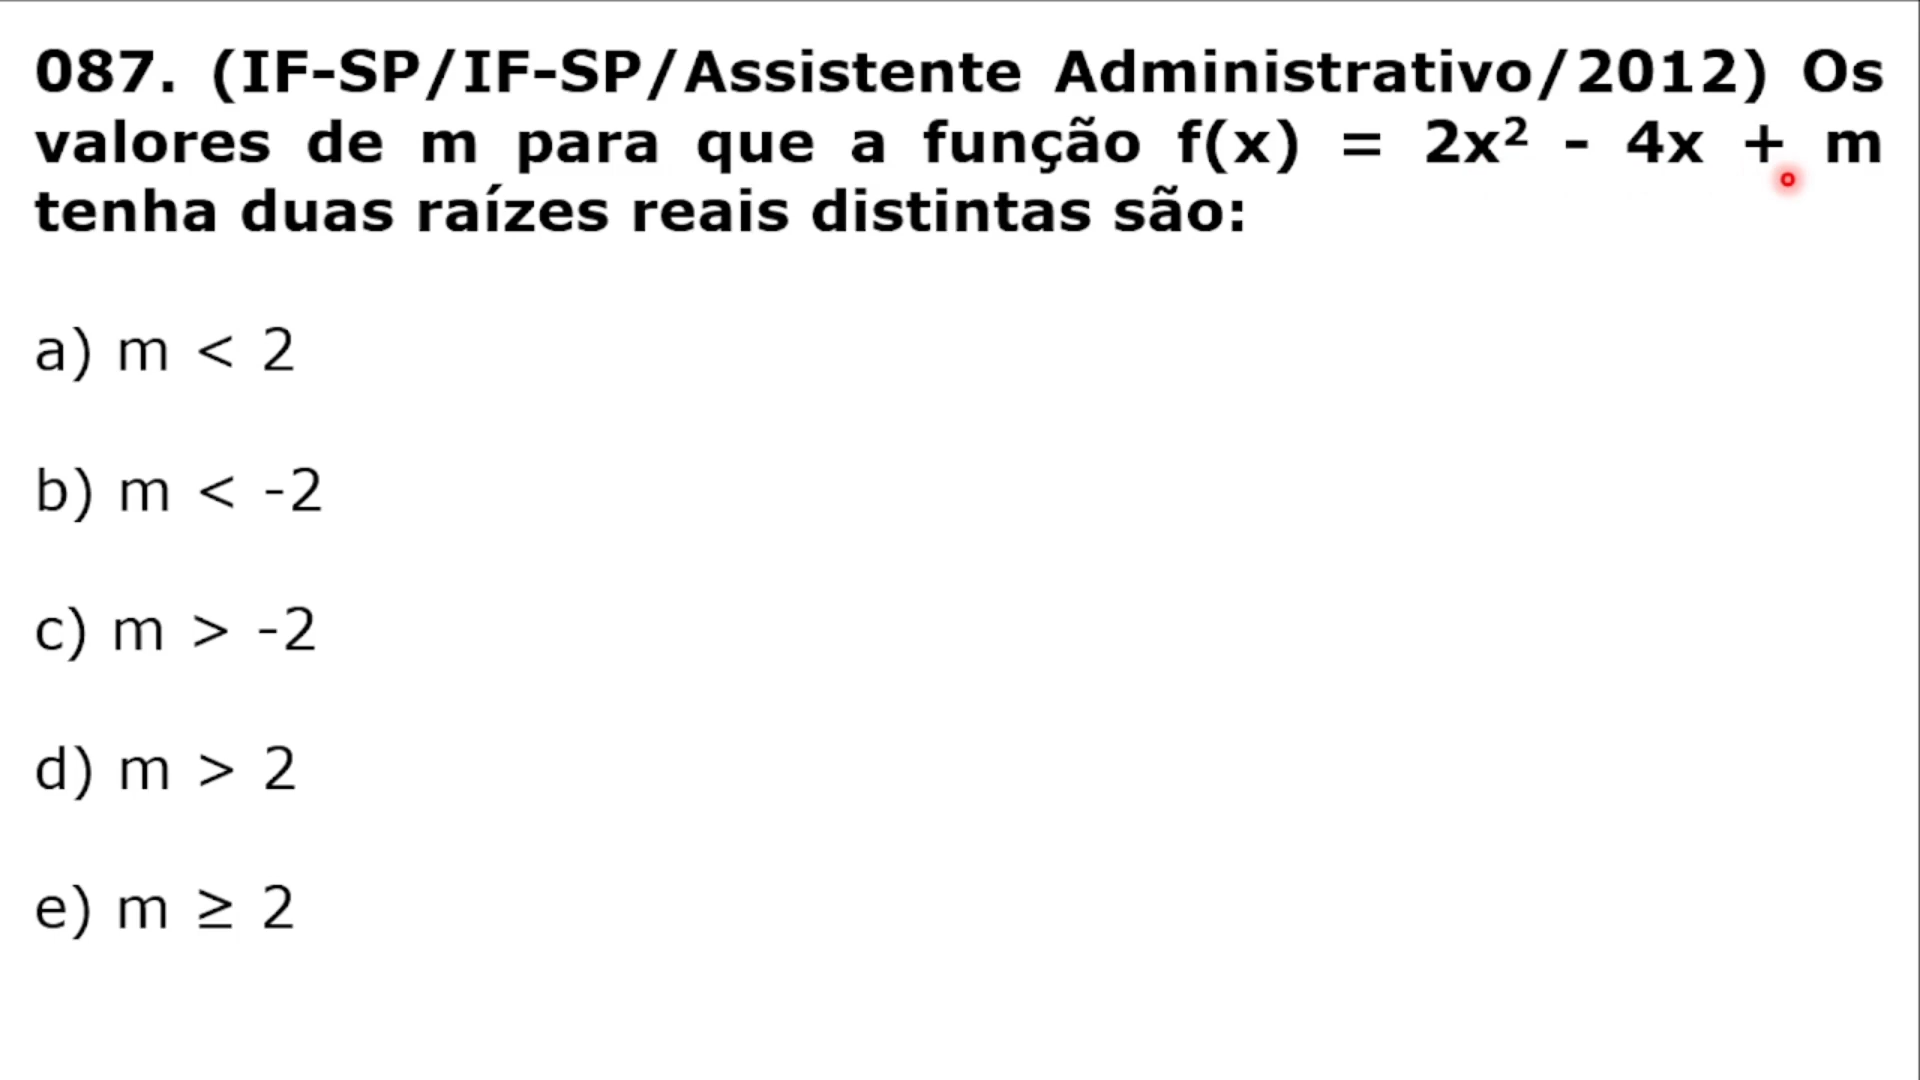 087. (IF-SP/IF-SP/Assistente Administrativo/2012) Os
valores de m para que a função f(x) = 2x² - 4x + m
tenha duas raízes reais distintas são:
a) m < 2
b) m < -2
c) m > -2
d) m > 2
e) m ≥ 2